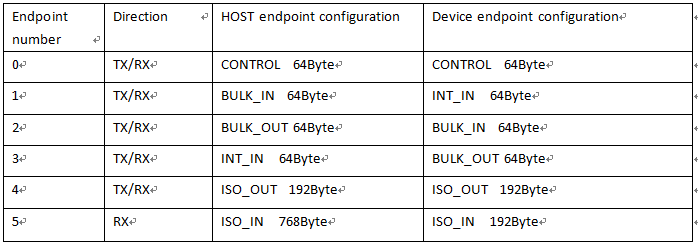 Endpoint number Direction HOST endpoint configuration Device endpoint configuration
0 TX/RX CONTROL 64Byte CONTROL 64Byte
1 TX/RX BULK_IN 64Byte INT_IN 64Byte
2 TX/RX BULK_OUT 64Byte BULK_IN 64Byte
3 TX/RX INT_IN 64Byte BULK_OUT 64Byte
4 TX/RX ISO_OUT 192Byte ISO_OUT 192Byte
5 RX ISO_IN 768Byte ISO_IN 192Byte